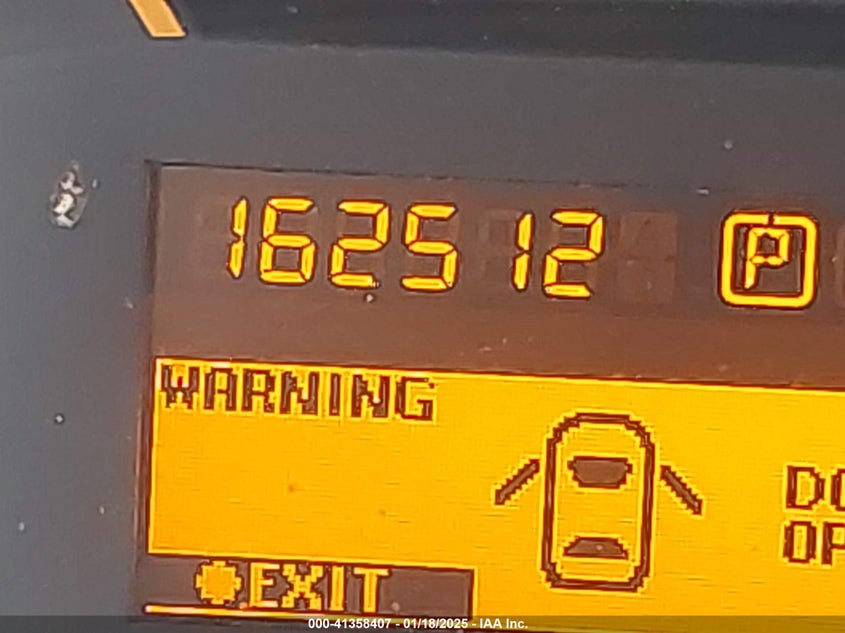 162512 P
WARNING
DO
OP
EXIT
000-41358407 - 01/18/2025 - IAA Inc.